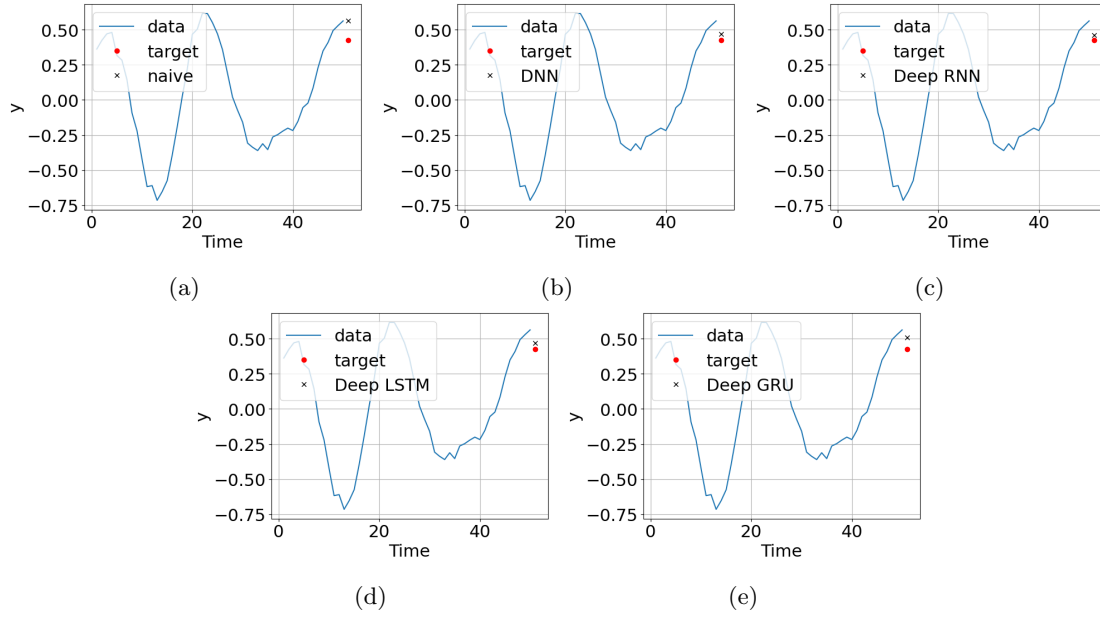 0.50
0.25
0.00
−0.25
−0.50
−0.75
y
data
target
naive
0
20
40
Time
(a)
0.50
0.25
0.00
−0.25
−0.50
−0.75
y
data
target
DNN
0
20
40
Time
(b)
0.50
0.25
0.00
−0.25
−0.50
−0.75
y
data
target
Deep RNN
0
20
40
Time
(c)
0.50
0.25
0.00
−0.25
−0.50
−0.75
y
data
target
Deep LSTM
0
20
40
Time
(d)
0.50
0.25
0.00
−0.25
−0.50
−0.75
y
data
target
Deep GRU
0
20
40
Time
(e)